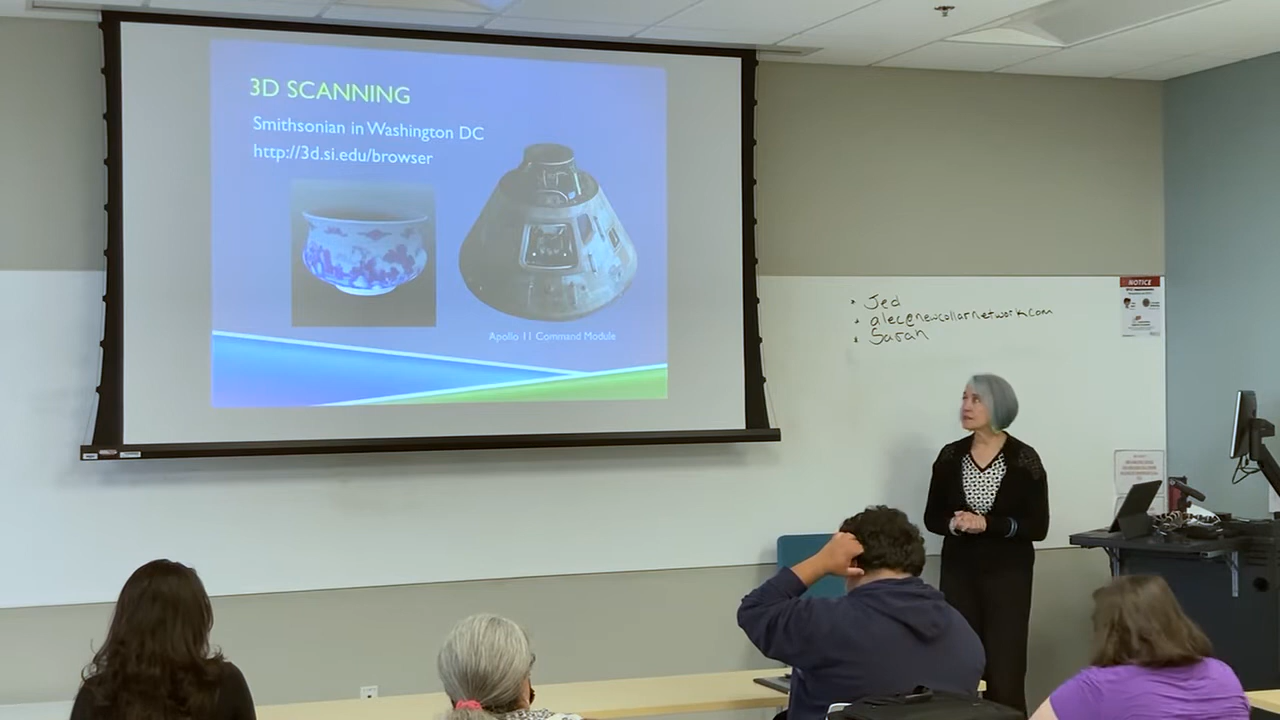 3D SCANNING
Smithsonian in Washington DC
http://3d.si.edu/browser
Apollo 11 Command Module
Jed
alec@newcollarnetwork.com
Sarah
NOTICE